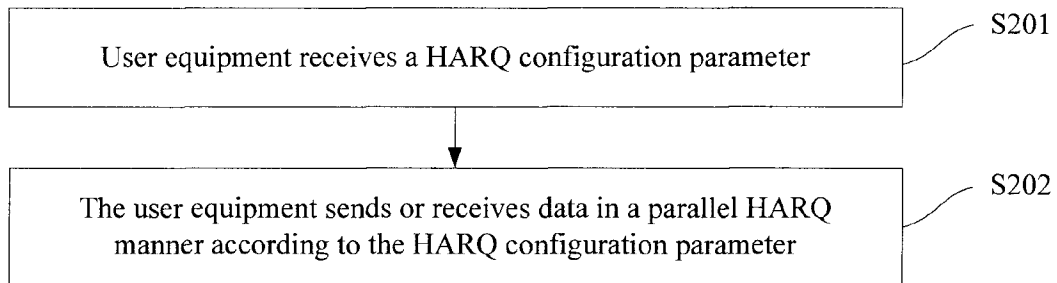 User equipment receives a HARQ configuration parameter
S201
The user equipment sends or receives data in a parallel HARQ
manner according to the HARQ configuration parameter
S202